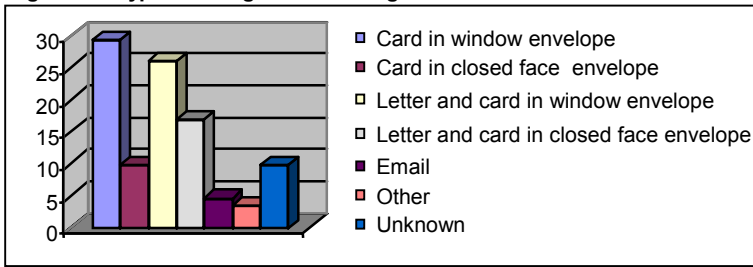 30
25
20
15
10
5
0
Card in window envelope
Card in closed face envelope
Letter and card in window envelope
Letter and card in closed face envelope
Email
Other
Unknown